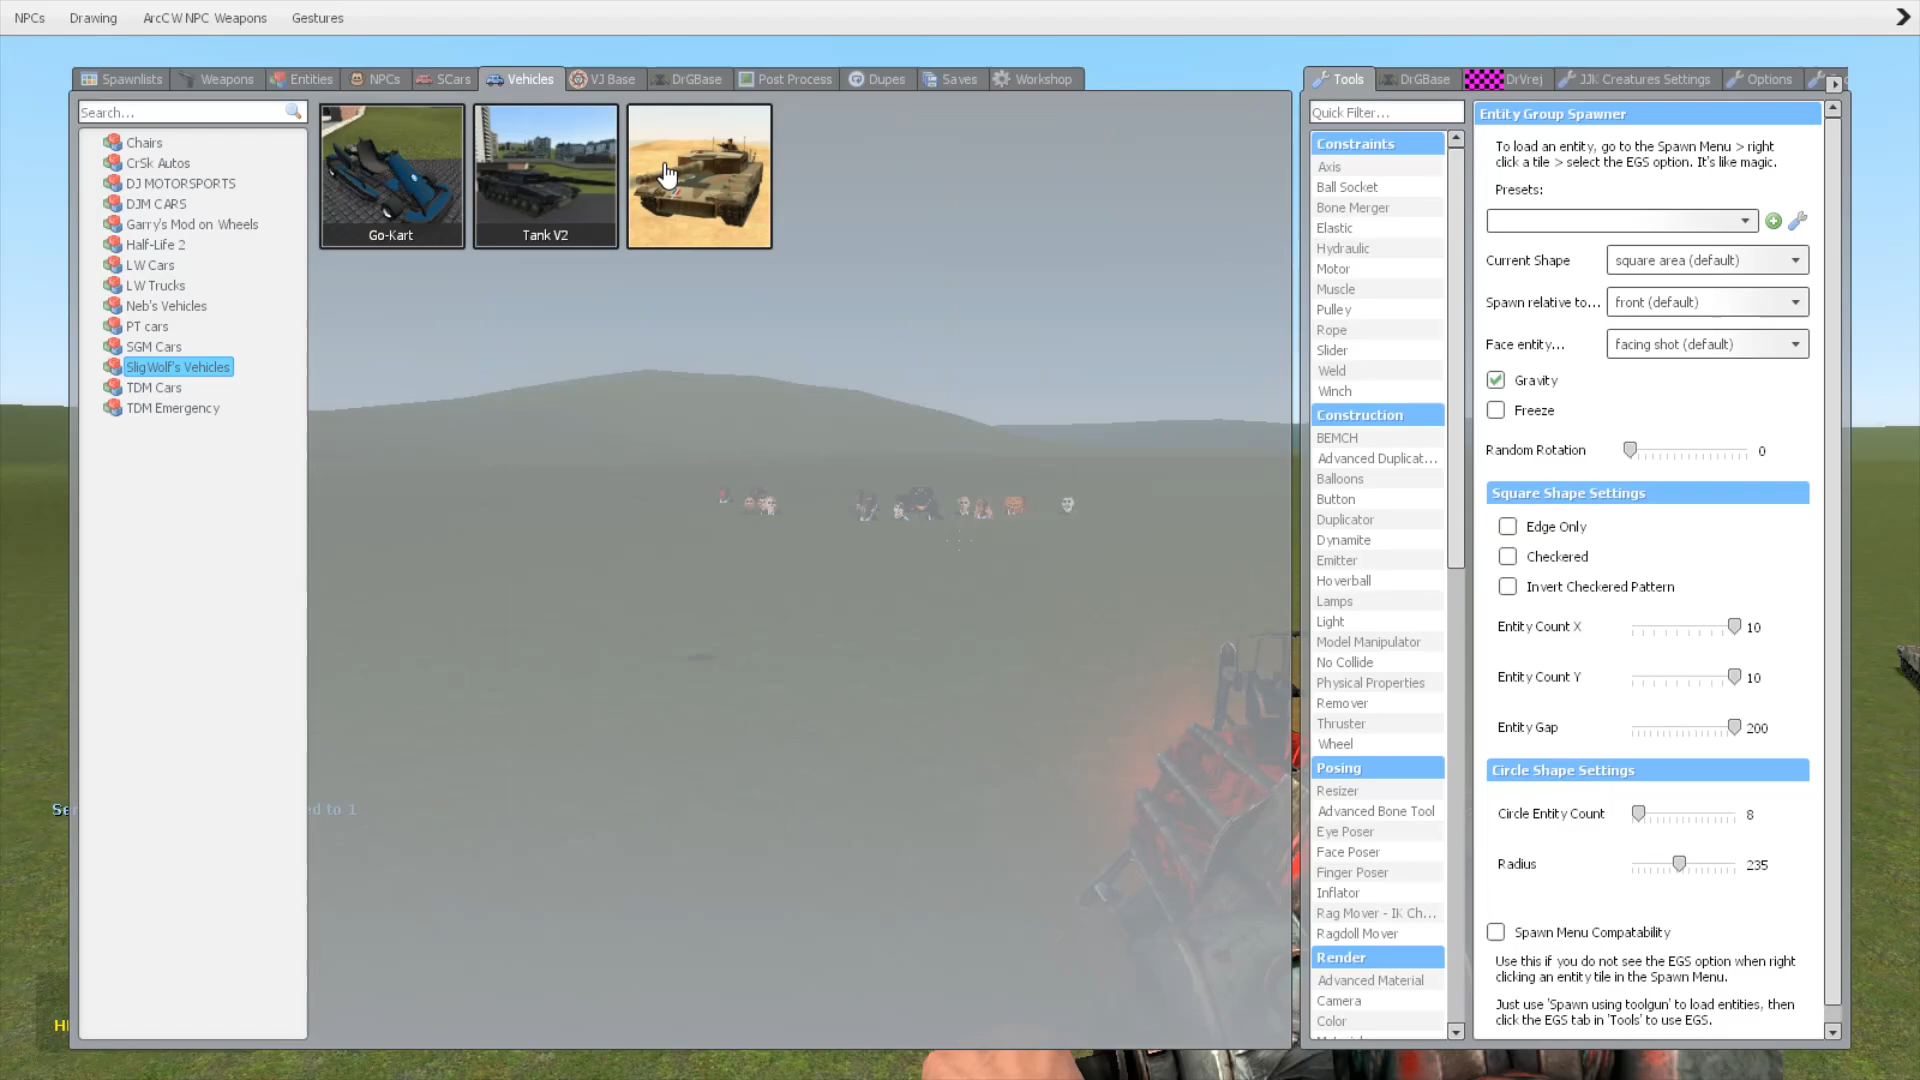 NPCs Drawing ArcCW NPC Weapons Gestures
Spawnlists Weapons Entities NPCs SCars Vehicles VJ Base DrGBase Post Process Dupes Saves Workshop
Search...
Chairs
CrSk Autos
DJ MOTORSPORTS
DJM CARS
Garry's Mod on Wheels
Half-Life 2
LW Cars
LW Trucks
Neb's Vehicles
PT cars
SGM Cars
SligWolf's Vehicles
TDM Cars
TDM Emergency
Go-Kart
Tank V2
Se
ed to 1
Tools DrGBase DrVrej JJK Creatures Settings Options
Quick Filter...
Constraints
Axis
Ball Socket
Bone Merger
Elastic
Hydraulic
Motor
Muscle
Pulley
Rope
Slider
Weld
Winch
Construction
BEMCH
Advanced Duplicat...
Balloons
Button
Duplicator
Dynamite
Emitter
Hoverball
Lamps
Light
Model Manipulator
No Collide
Physical Properties
Remover
Thruster
Wheel
Posing
Resizer
Advanced Bone Tool
Eye Poser
Face Poser
Finger Poser
Inflator
Rag Mover - IK Ch...
Ragdoll Mover
Render
Advanced Material
Camera
Color
Entity Group Spawner
To load an entity, go to the Spawn Menu > right
click a tile > select the EGS option. It's like magic.
Presets:
Current Shape square area (default)
Spawn relative to... front (default)
Face entity... facing shot (default)
Gravity
Freeze
Random Rotation 0
Square Shape Settings
Edge Only
Checkered
Invert Checkered Pattern
Entity Count X 10
Entity Count Y 10
Entity Gap 200
Circle Shape Settings
Circle Entity Count 8
Radius 235
Spawn Menu Compatability
Use this if you do not see the EGS option when right
clicking an entity tile in the Spawn Menu.
Just use 'Spawn using toolgun' to load entities, then
click the EGS tab in 'Tools' to use EGS.